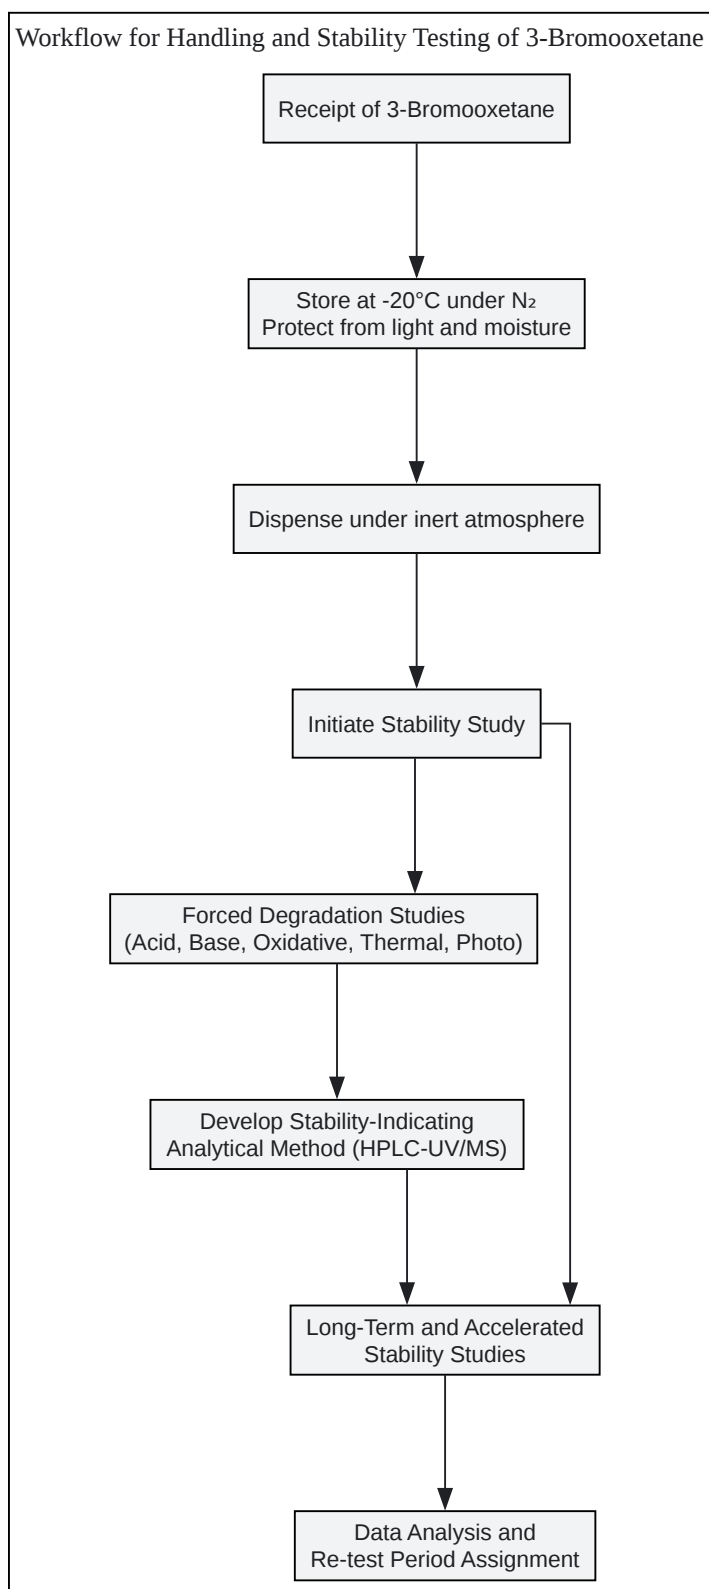 Workflow for Handling and Stability Testing of 3-Bromooxetane
Receipt of 3-Bromooxetane
Store at -20°C under N₂
Protect from light and moisture
Dispense under inert atmosphere
Initiate Stability Study
Forced Degradation Studies
(Acid, Base, Oxidative, Thermal, Photo)
Develop Stability-Indicating
Analytical Method (HPLC-UV/MS)
Long-Term and Accelerated
Stability Studies
Data Analysis and
Re-test Period Assignment